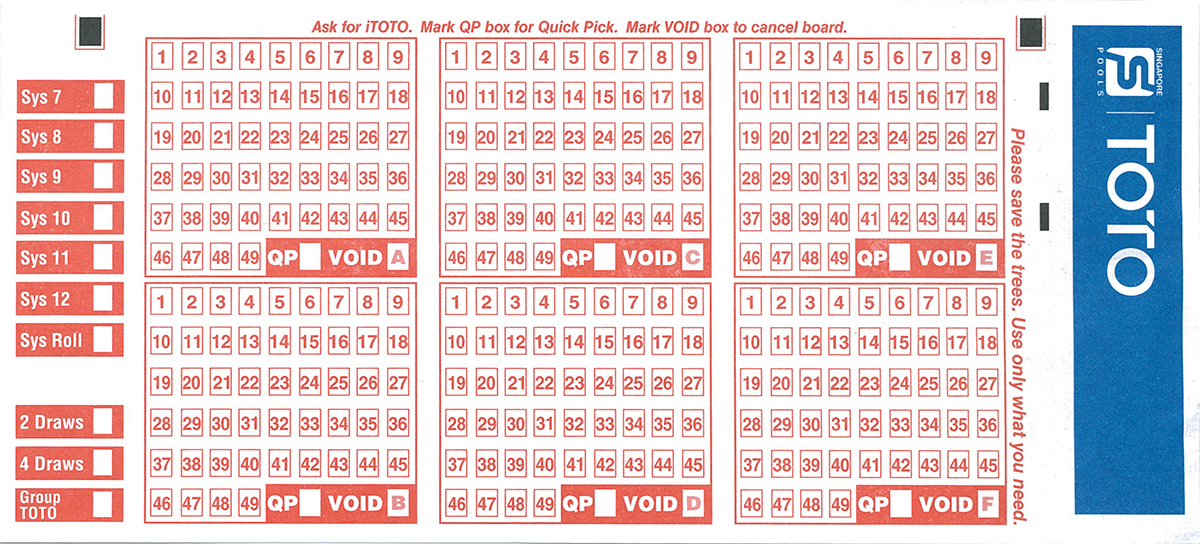 Ask for iTOTO. Mark QP box for Quick Pick. Mark VOID box to cancel board.
Sys 7
Sys 8
Sys 9
Sys 10
Sys 11
Sys 12
Sys Roll
2 Draws
4 Draws
Group
TOTO
1 2 3 4 5 6 7 8 9
10 11 12 13 14 15 16 17 18
19 20 21 22 23 24 25 26 27
28 29 30 31 32 33 34 35 36
37 38 39 40 41 42 43 44 45
46 47 48 49 QP VOID A
1 2 3 4 5 6 7 8 9
10 11 12 13 14 15 16 17 18
19 20 21 22 23 24 25 26 27
28 29 30 31 32 33 34 35 36
37 38 39 40 41 42 43 44 45
46 47 48 49 QP VOID B
1 2 3 4 5 6 7 8 9
10 11 12 13 14 15 16 17 18
19 20 21 22 23 24 25 26 27
28 29 30 31 32 33 34 35 36
37 38 39 40 41 42 43 44 45
46 47 48 49 QP VOID C
1 2 3 4 5 6 7 8 9
10 11 12 13 14 15 16 17 18
19 20 21 22 23 24 25 26 27
28 29 30 31 32 33 34 35 36
37 38 39 40 41 42 43 44 45
46 47 48 49 QP VOID D
1 2 3 4 5 6 7 8 9
10 11 12 13 14 15 16 17 18
19 20 21 22 23 24 25 26 27
28 29 30 31 32 33 34 35 36
37 38 39 40 41 42 43 44 45
46 47 48 49 QP VOID E
1 2 3 4 5 6 7 8 9
10 11 12 13 14 15 16 17 18
19 20 21 22 23 24 25 26 27
28 29 30 31 32 33 34 35 36
37 38 39 40 41 42 43 44 45
46 47 48 49 QP VOID F
Please save the trees. Use only what you need.
SINGAPORE
POOLS
TOTO